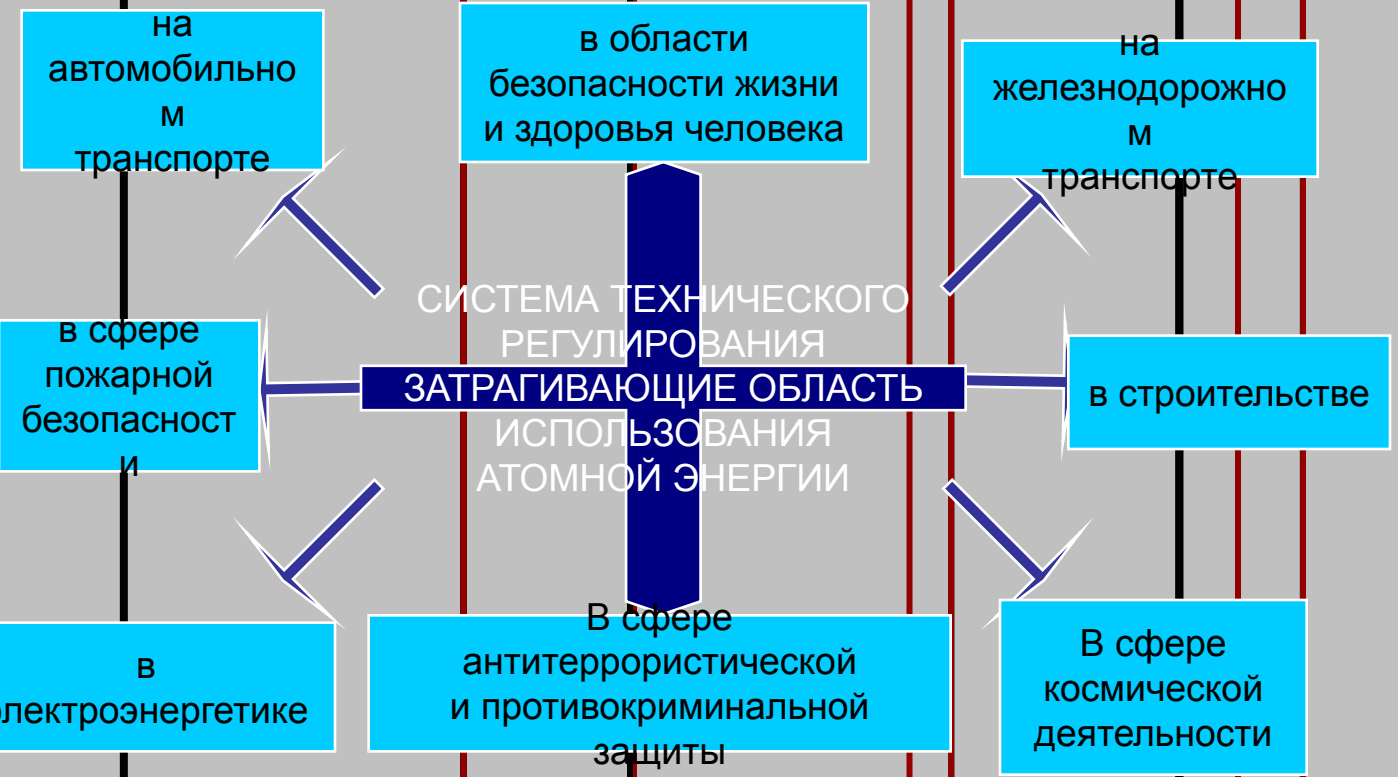 на
автомобильно
м
транспорте
в области
безопасности жизни
и здоровья человека
на
железнодорожно
м
транспорте
СИСТЕМА ТЕХНИЧЕСКОГО
РЕГУЛИРОВАНИЯ
ЗАТРАГИВАЮЩИЕ ОБЛАСТЬ
ИСПОЛЬЗОВАНИЯ
АТОМНОЙ ЭНЕРГИИ
в сфере
пожарной
безопасност
и
в строительстве
в
электроэнергетике
В сфере
антитеррористической
и противокриминальной
защиты
В сфере
космической
деятельности